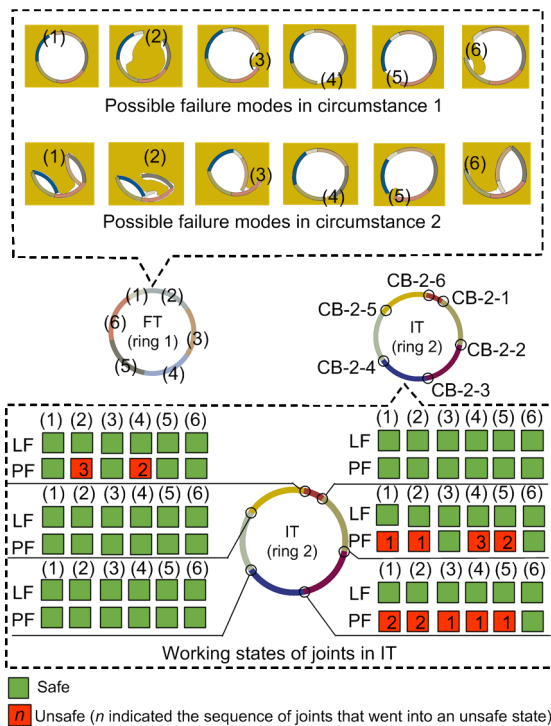 (1) (2) (3) (4) (5) (6)
Possible failure modes in circumstance 1
(1) (2) (3) (4) (5) (6)
Possible failure modes in circumstance 2
(1) (2) (3) (4) (5) (6)
FT
(ring 1)
CB-2-6
CB-2-1
CB-2-5
IT
(ring 2)
CB-2-2
CB-2-4
CB-2-3
(1) (2) (3) (4) (5) (6)
LF
PF 3 2
(1) (2) (3) (4) (5) (6)
LF
PF
(1) (2) (3) (4) (5) (6)
LF
PF
(1) (2) (3) (4) (5) (6)
LF
PF
(1) (2) (3) (4) (5) (6)
LF
PF 1 1 3 2
(1) (2) (3) (4) (5) (6)
LF
PF 2 2 1 1 1
IT
(ring 2)
Working states of joints in IT
Safe
n Unsafe (n indicated the sequence of joints that went into an unsafe state)